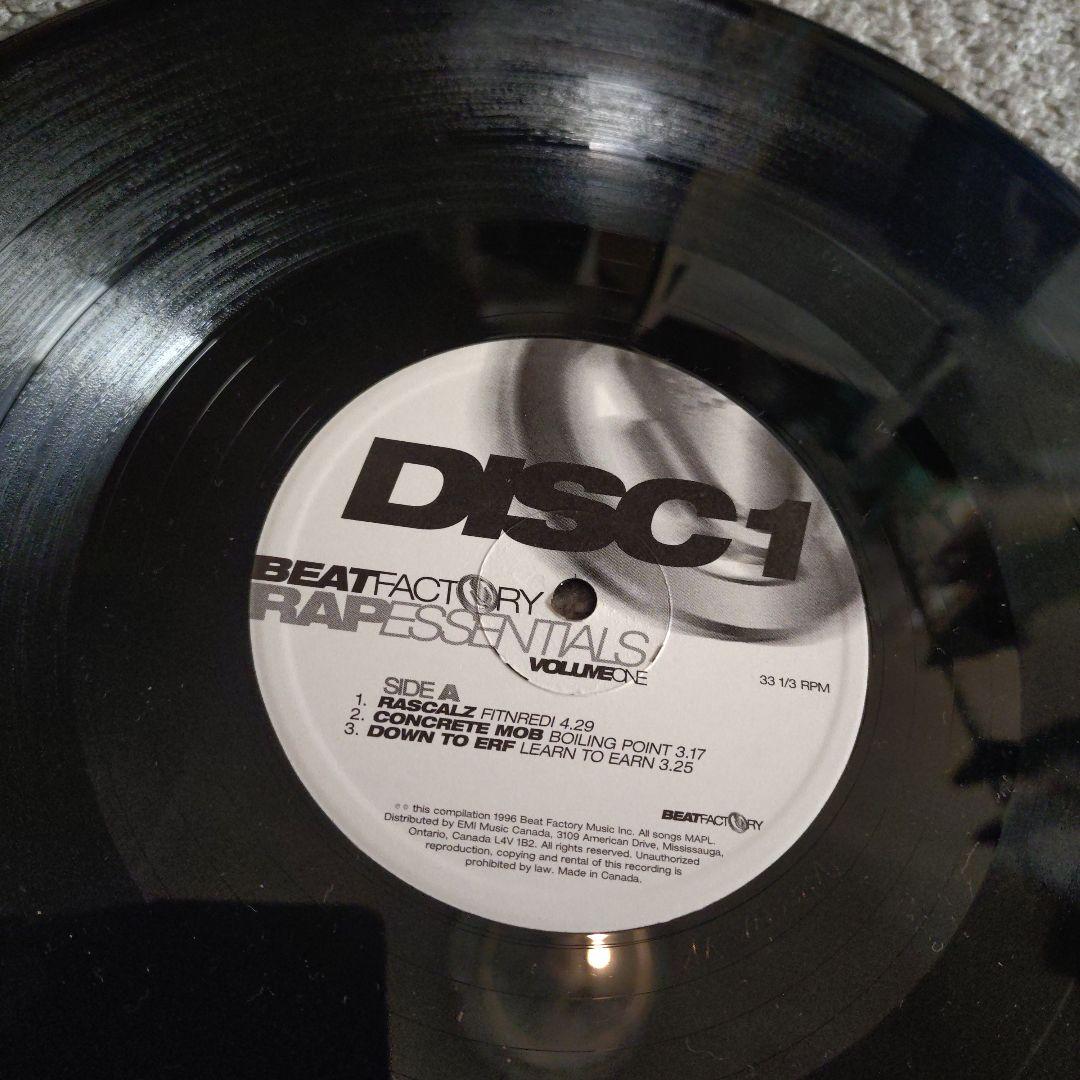 DISC 1
BEATFACTORY
RAPESSENTIALS
VOLUMEONE
33 1/3 RPM
SIDE A
1. RASCALZ FITNREDI 4.29
2. CONCRETE MOB BOILING POINT 3.17
3. DOWN TO ERF LEARN TO EARN 3.25
BEATFACTORY
℗ © this compilation 1996 Beat Factory Music Inc. All songs MAPL.
Distributed by EMI Music Canada, 3109 American Drive, Mississauga,
Ontario, Canada L4V 1B2. All rights reserved. Unauthorized
reproduction, copying and rental of this recording is
prohibited by law. Made in Canada.